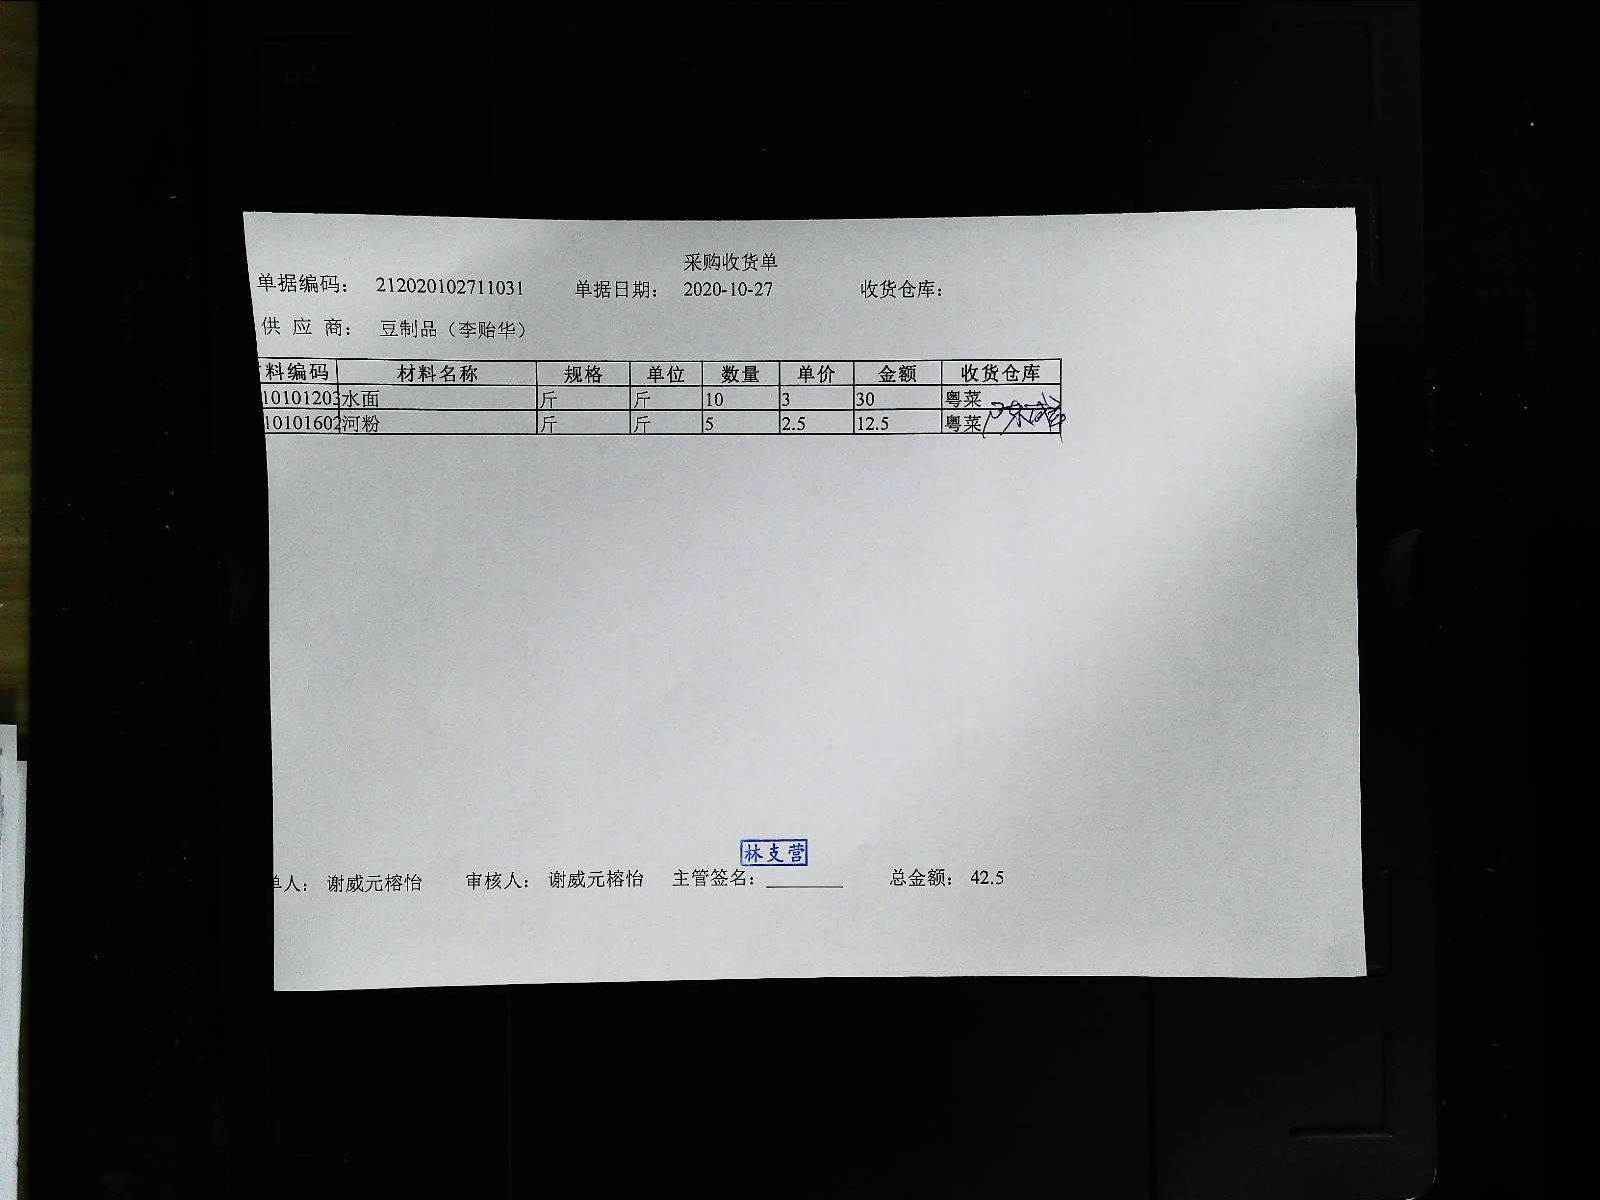 采购收货单
单据编码： 212020102711031 单据日期： 2020-10-27 收货仓库：
供 应 商： 豆制品（李贻华）
料编码 材料名称 规格 单位 数量 单价 金额 收货仓库
10101203 水面 斤 斤 10 3 30 粤菜
10101602 河粉 斤 斤 5 2.5 12.5 粤菜
林支营
单人： 谢威元榕怡 审核人： 谢威元榕怡 主管签名：________ 总金额： 42.5